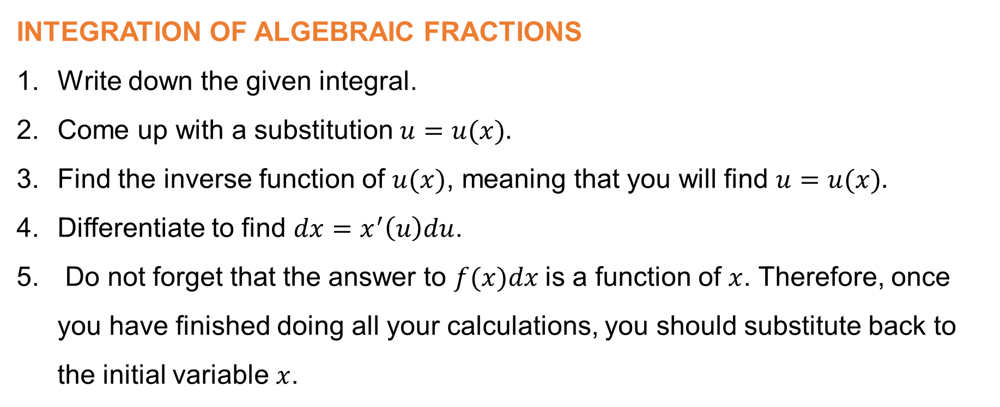 INTEGRATION OF ALGEBRAIC FRACTIONS
1. Write down the given integral.
2. Come up with a substitution u = u(x).
3. Find the inverse function of u(x), meaning that you will find u = u(x).
4. Differentiate to find dx = x′(u)du.
5. Do not forget that the answer to f(x)dx is a function of x. Therefore, once
you have finished doing all your calculations, you should substitute back to
the initial variable x.